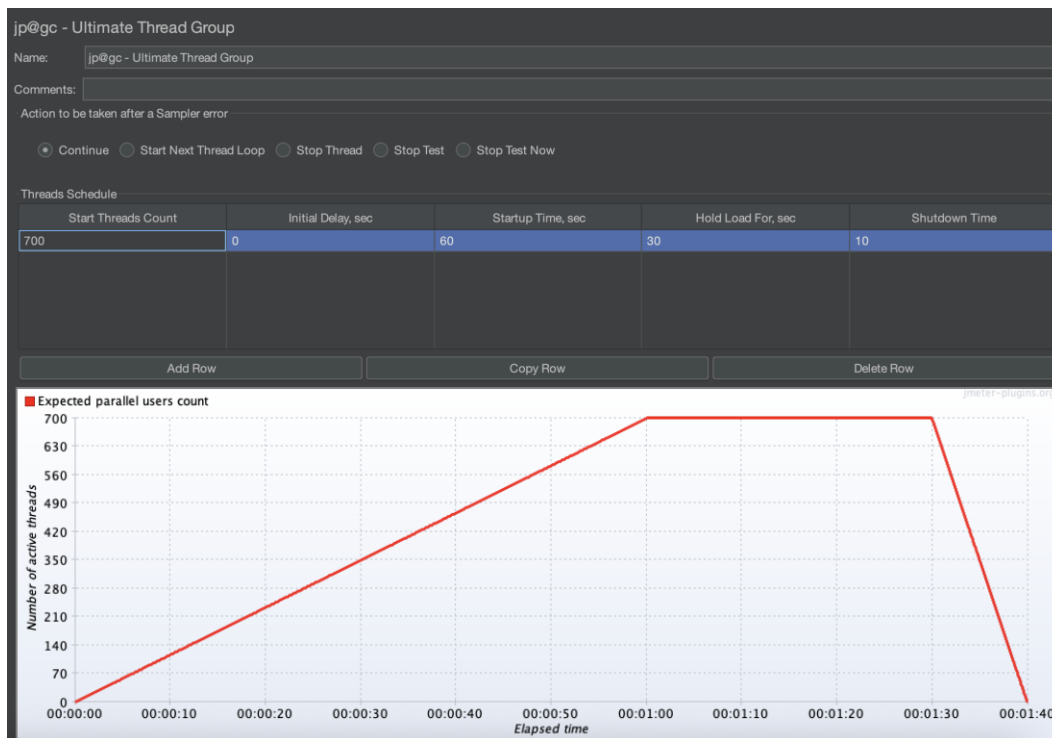 jp@gc - Ultimate Thread Group
Name: jp@gc - Ultimate Thread Group
Comments:
Action to be taken after a Sampler error
Continue Start Next Thread Loop Stop Thread Stop Test Stop Test Now
Threads Schedule
Start Threads Count Initial Delay, sec Startup Time, sec Hold Load For, sec Shutdown Time
700 0 60 30 10
Add Row Copy Row Delete Row
jmeter-plugins.org
Expected parallel users count
700
630
560
490
420
350
280
210
140
70
0
Number of active threads
00:00:00 00:00:10 00:00:20 00:00:30 00:00:40 00:00:50 00:01:00 00:01:10 00:01:20 00:01:30 00:01:40
Elapsed time